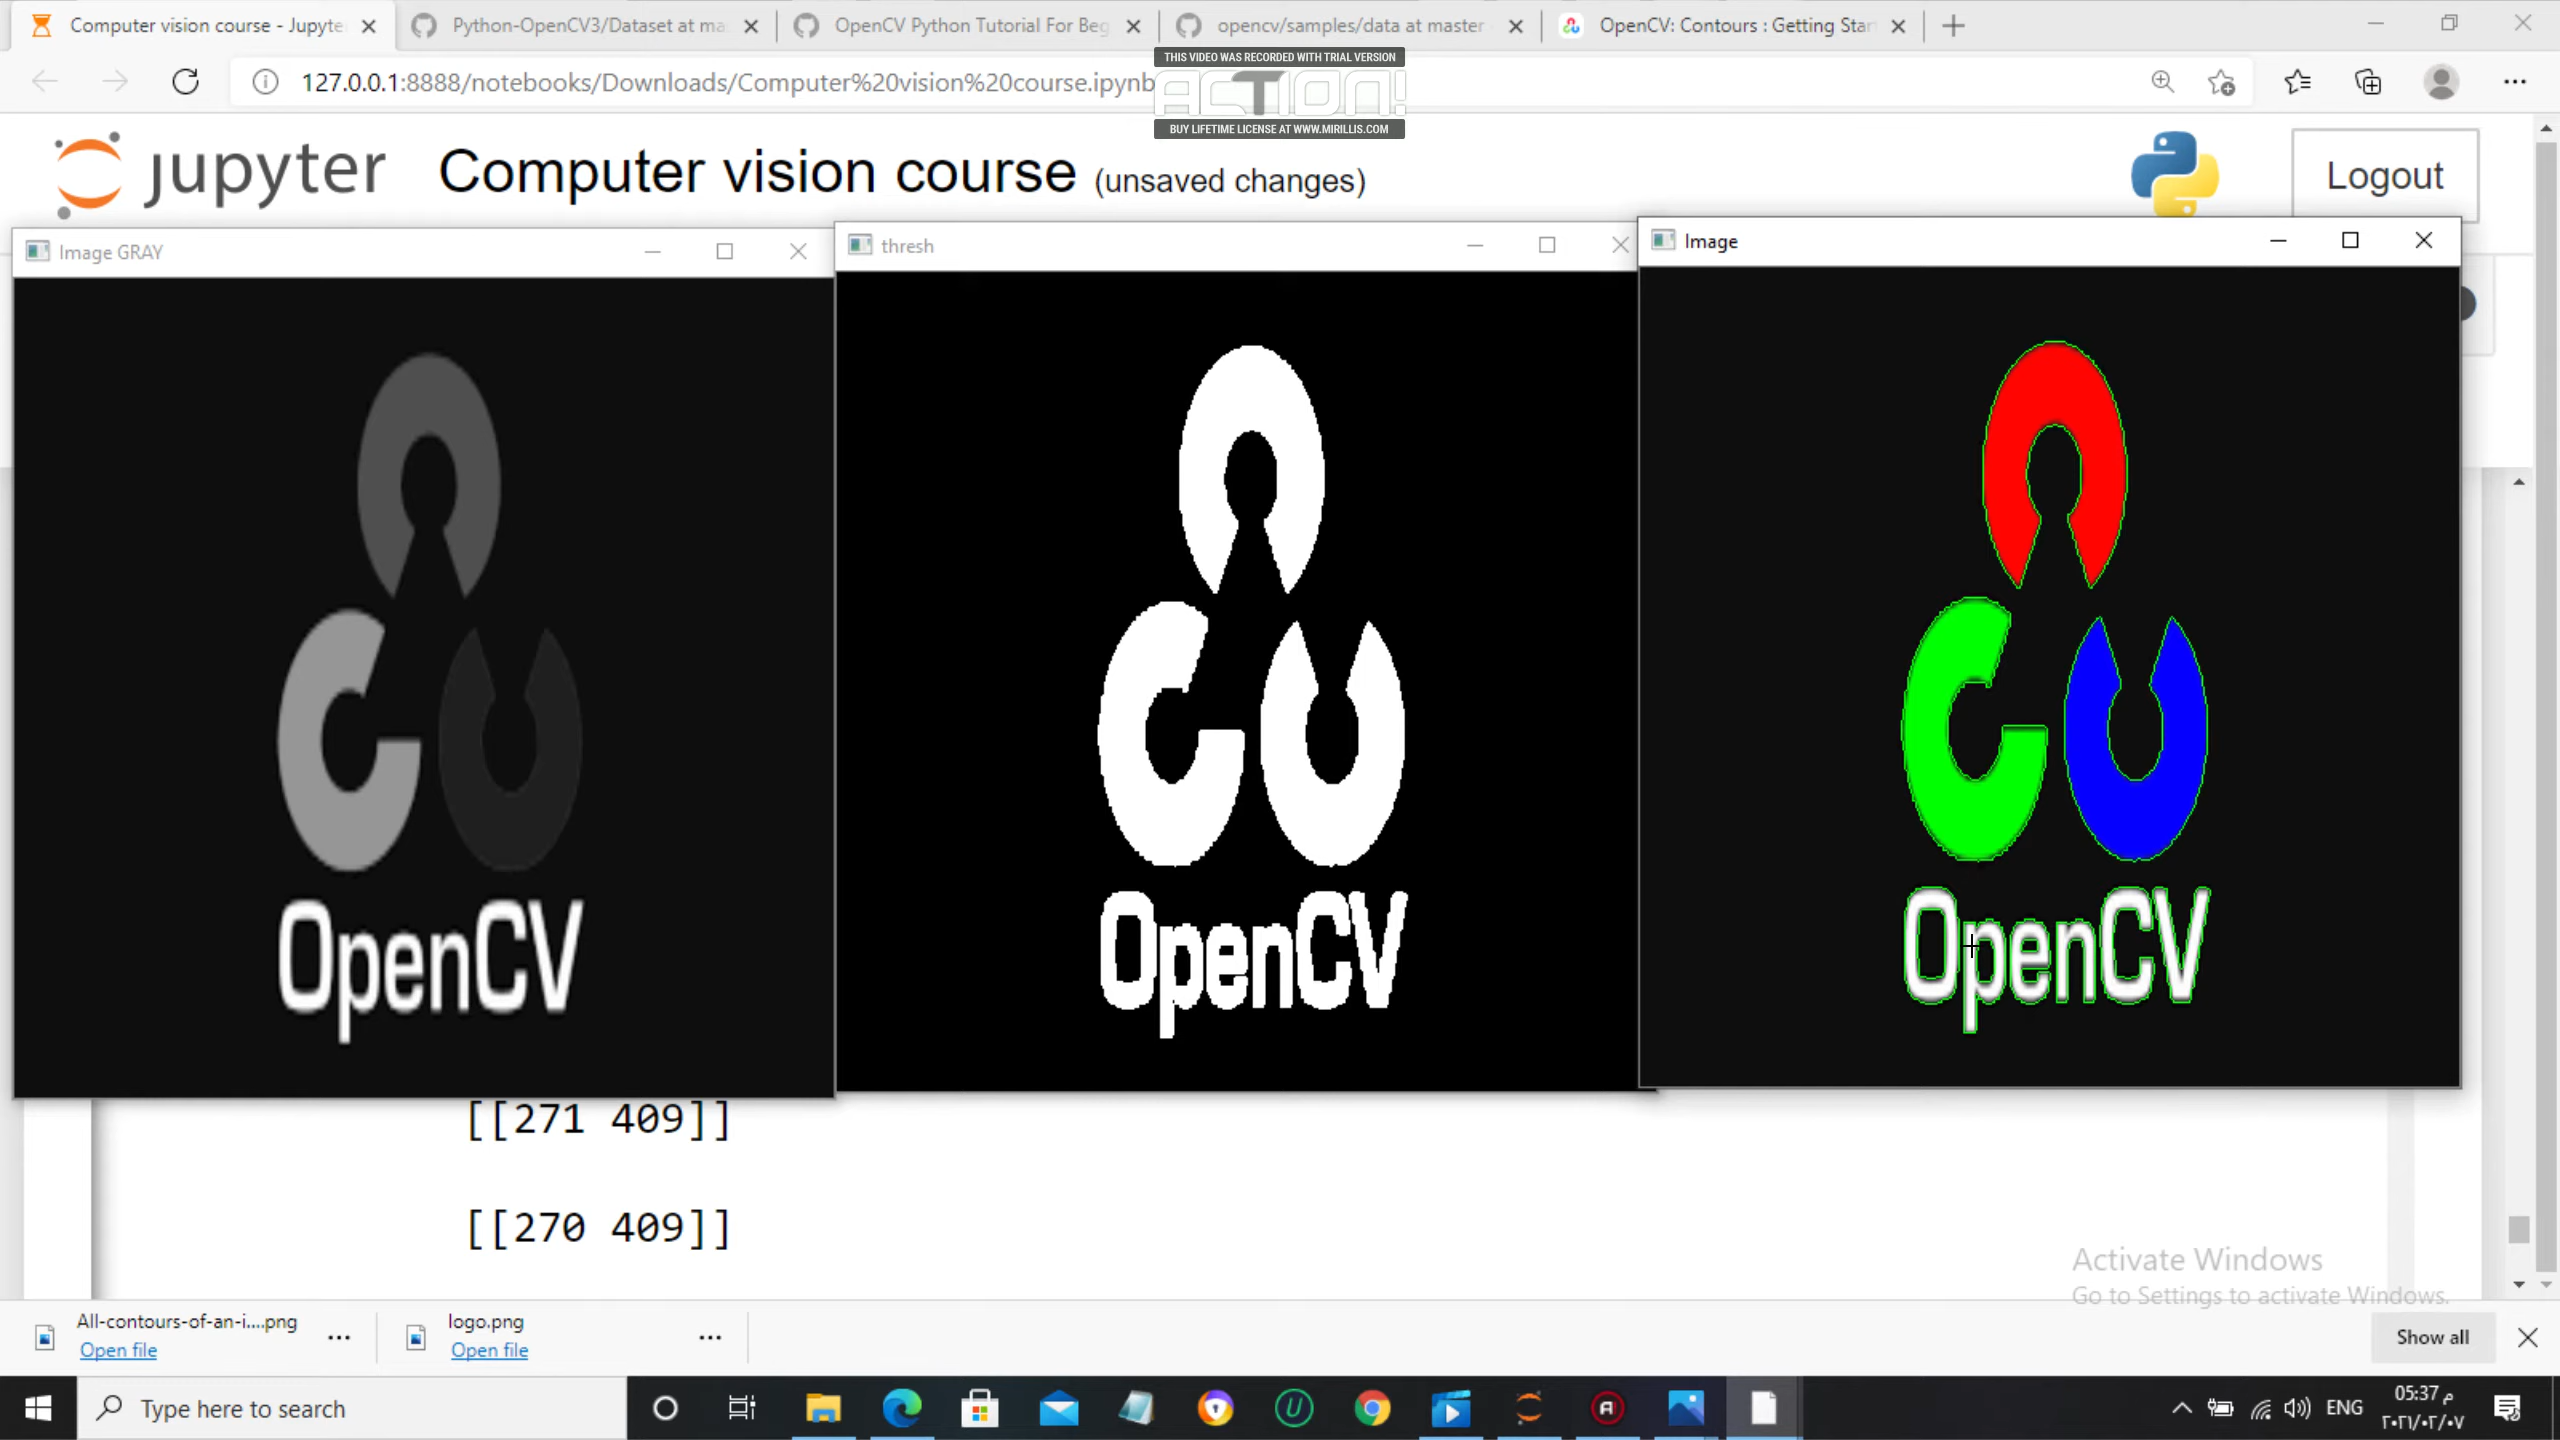 Computer vision course - Jupyte
Python-OpenCV3/Dataset at ma
OpenCV Python Tutorial For Beg
opencv/samples/data at master
OpenCV: Contours : Getting Star
127.0.0.1:8888/notebooks/Downloads/Computer%20vision%20course.ipynb
THIS VIDEO WAS RECORDED WITH TRIAL VERSION
ACTION!
BUY LIFETIME LICENSE AT WWW.MIRILLIS.COM
jupyter Computer vision course (unsaved changes)
Logout
Image GRAY
thresh
Image
OpenCV
OpenCV
OpenCV
[[271 409]]
[[270 409]]
Activate Windows
Go to Settings to activate Windows.
All-contours-of-an-i....png
Open file
logo.png
Open file
Show all
Type here to search
ENG
05:37 م
٢٠٢١/٠٢/٠٧